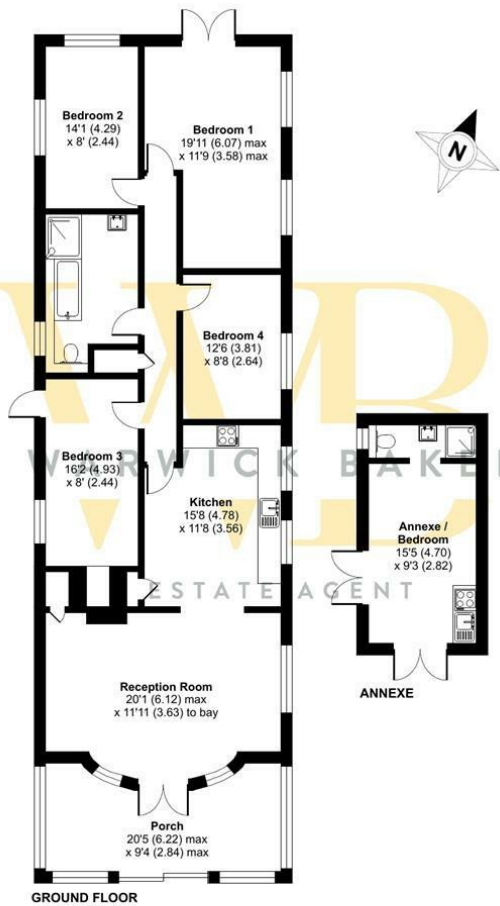 Bedroom 2
14'1 (4.29)
x 8' (2.44)
Bedroom 1
19'11 (6.07) max
x 11'9 (3.58) max
N
Bedroom 4
12'6 (3.81)
x 8'8 (2.64)
WB
WARWICK BAKE
Bedroom 3
16'2 (4.93)
x 8' (2.44)
Kitchen
15'8 (4.78)
x 11'8 (3.56)
Annexe /
Bedroom
15'5 (4.70)
x 9'3 (2.82)
ESTATE AGENT
ANNEXE
Reception Room
20'1 (6.12) max
x 11'11 (3.63) to bay
Porch
20'5 (6.22) max
x 9'4 (2.84) max
GROUND FLOOR